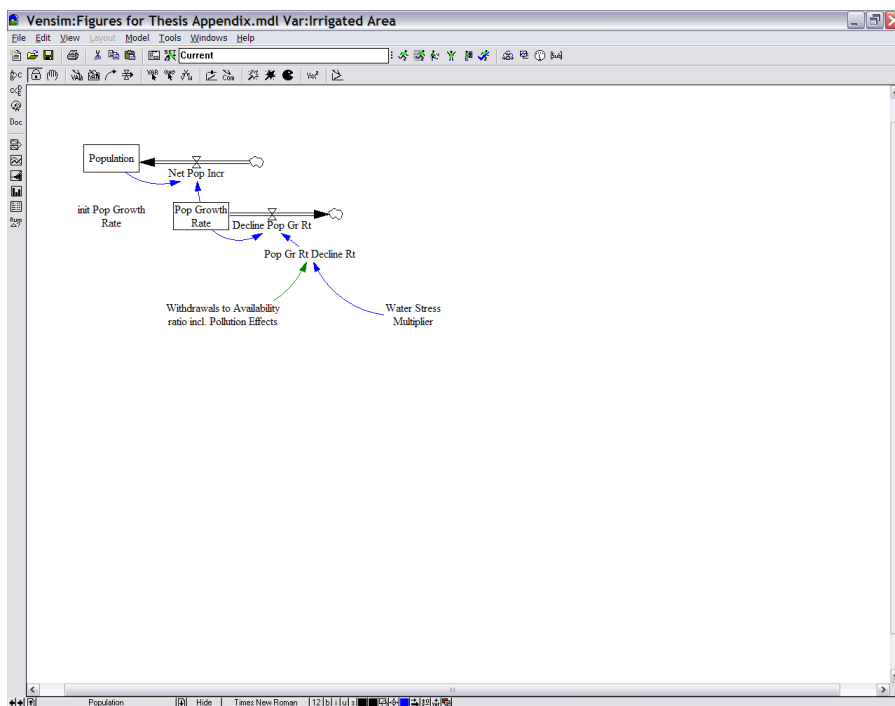 Vensim:Figures for Thesis Appendix.mdl Var:Irrigated Area
File Edit View Layout Model Tools Windows Help
Current
Doc
Population
Net Pop Incr
init Pop Growth
Rate
Pop Growth
Rate
Decline Pop Gr Rt
Pop Gr Rt Decline Rt
Withdrawals to Availability
ratio incl. Pollution Effects
Water Stress
Multiplier
Population Hide Times New Roman 12 b i u s